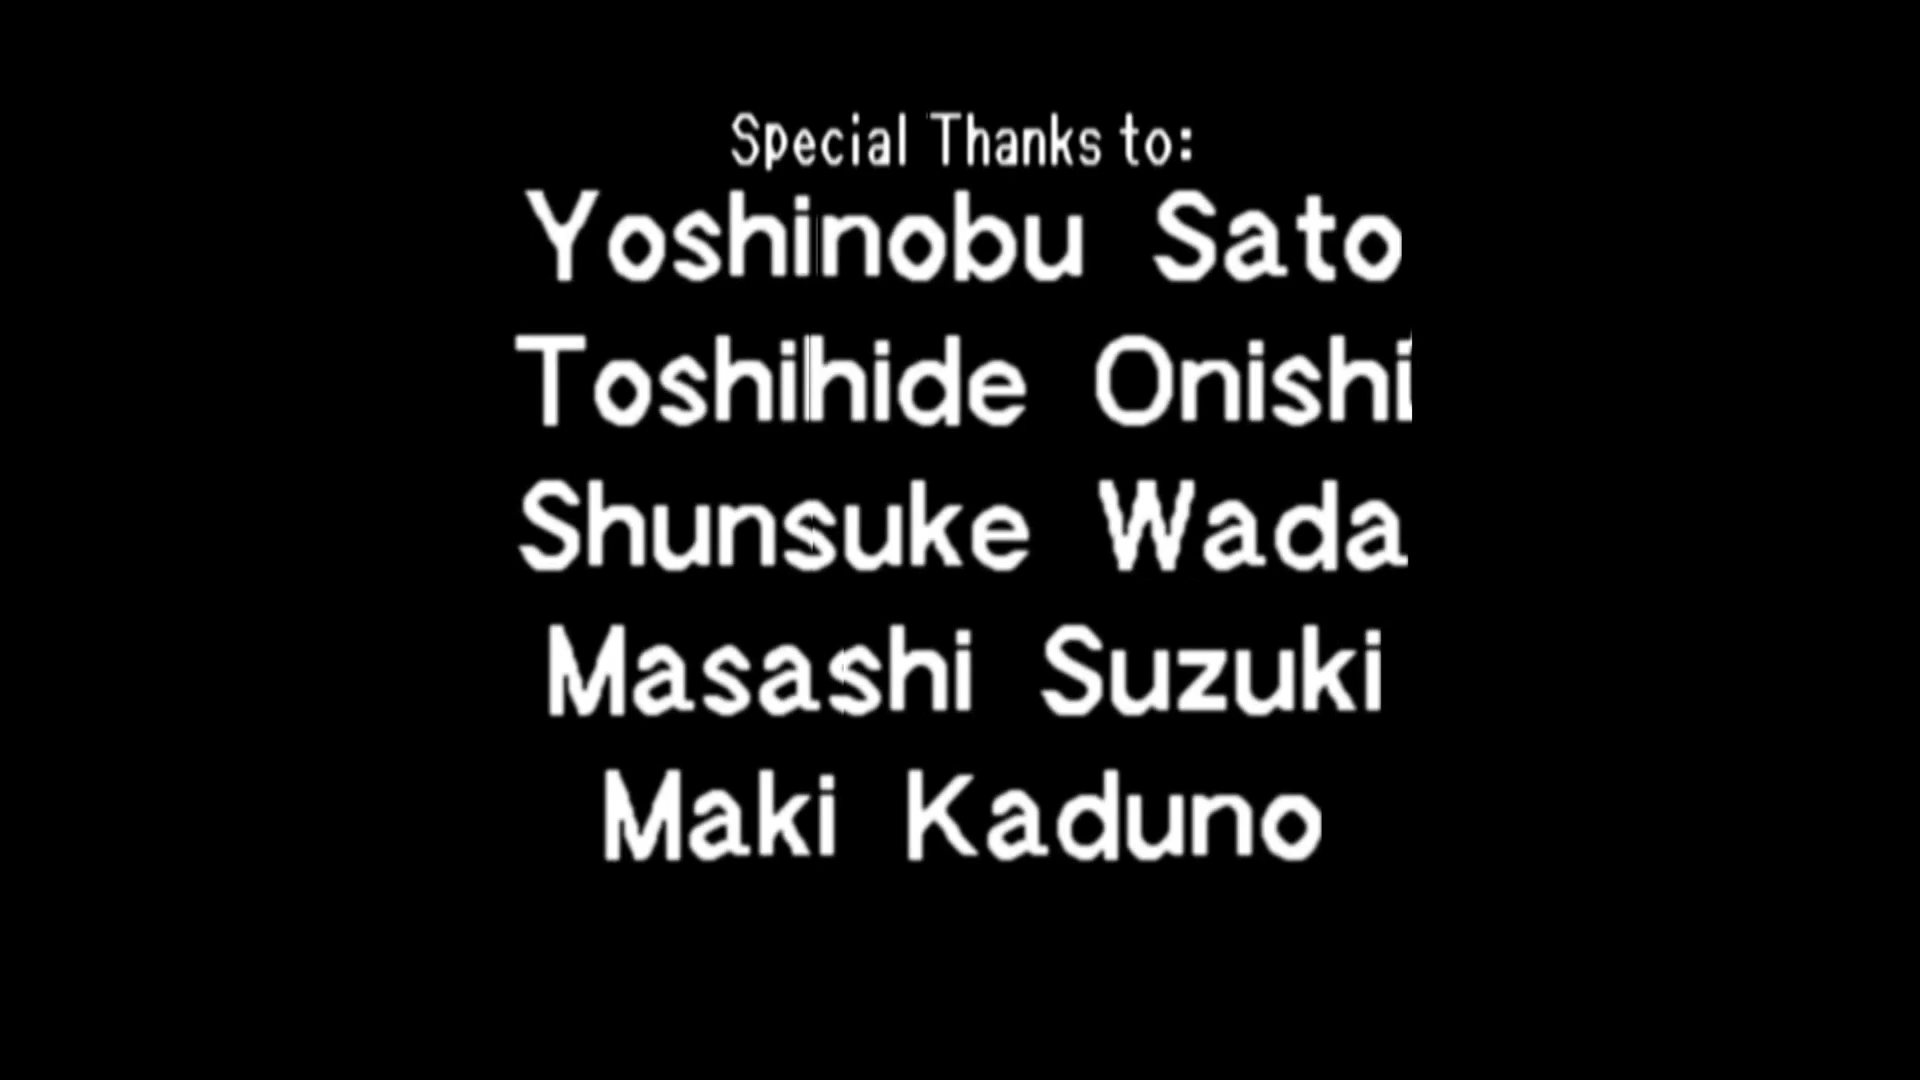 Special Thanks to:
Yoshinobu Sato
Toshihide Onishi
Shunsuke Wada
Masashi Suzuki
Maki Kaduno